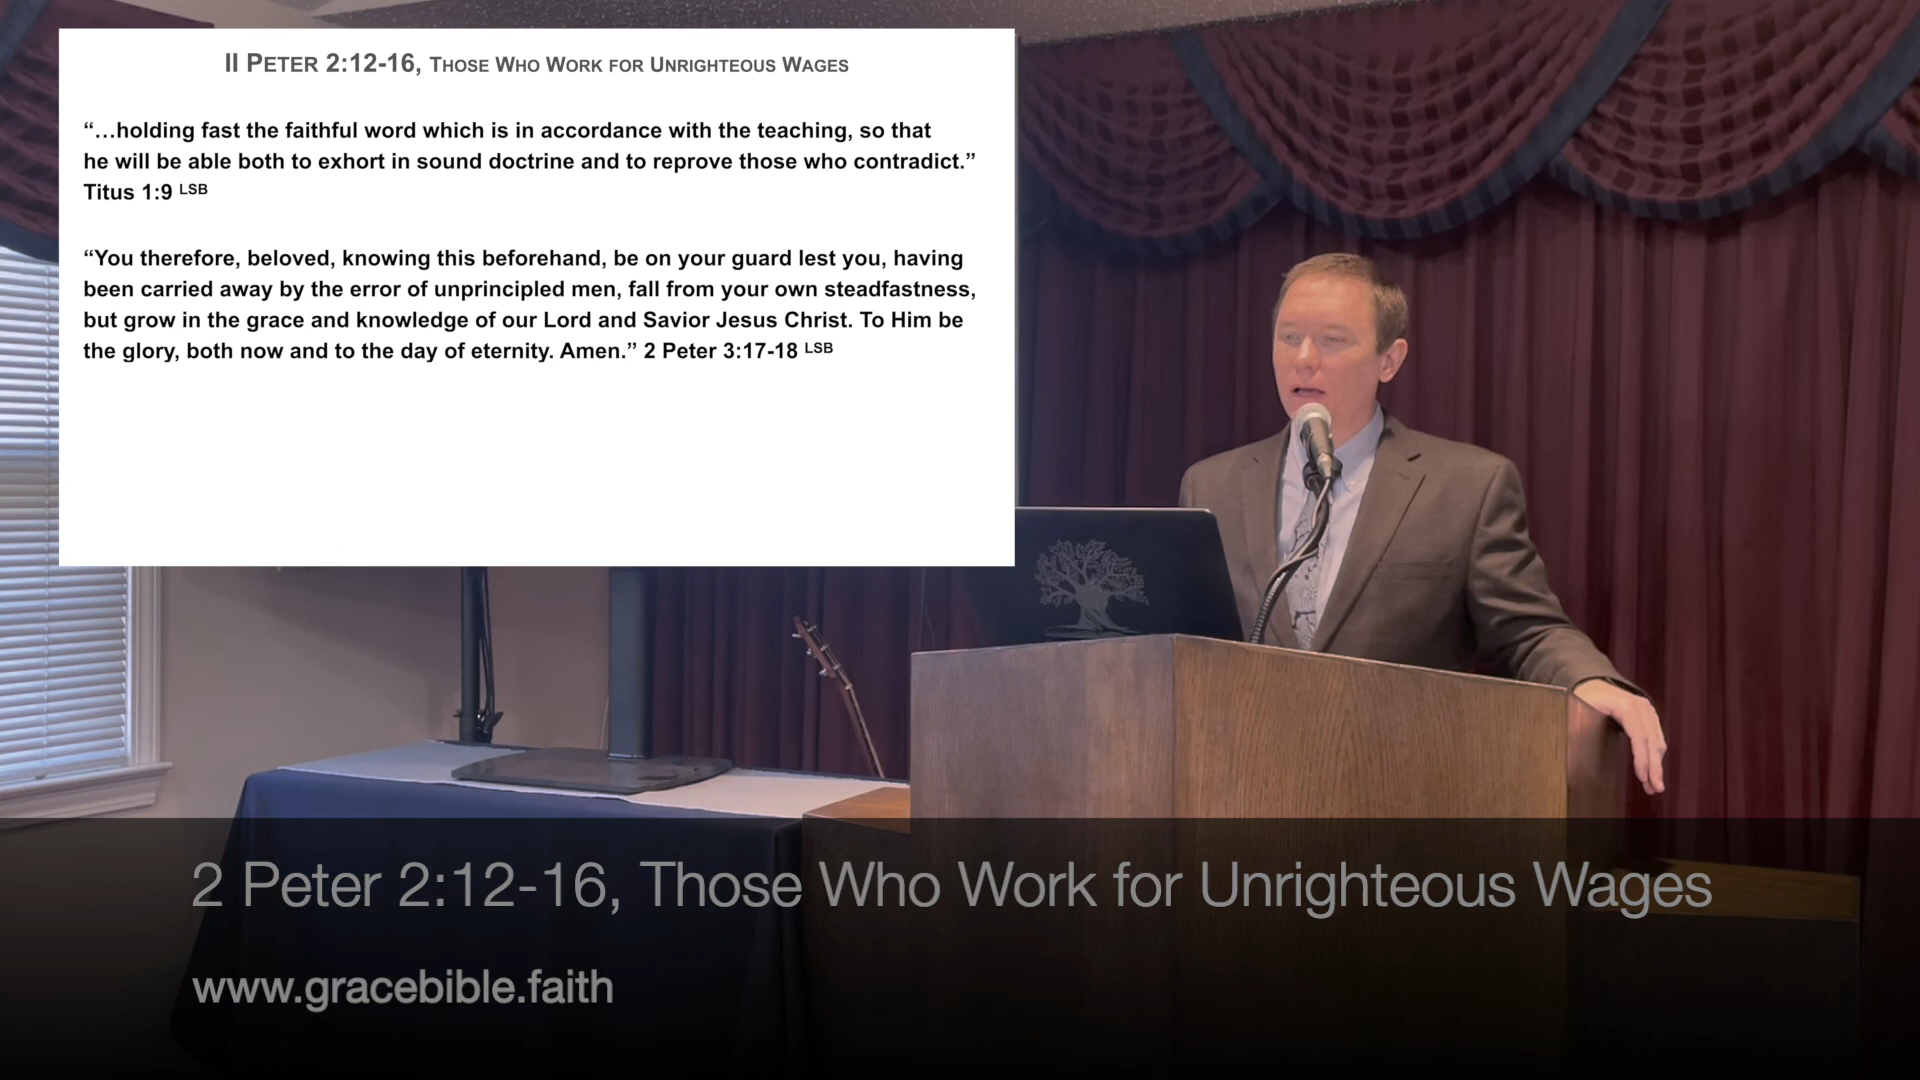 II PETER 2:12-16, THOSE WHO WORK FOR UNRIGHTEOUS WAGES
“…holding fast the faithful word which is in accordance with the teaching, so that
he will be able both to exhort in sound doctrine and to reprove those who contradict.”
Titus 1:9 LSB
“You therefore, beloved, knowing this beforehand, be on your guard lest you, having
been carried away by the error of unprincipled men, fall from your own steadfastness,
but grow in the grace and knowledge of our Lord and Savior Jesus Christ. To Him be
the glory, both now and to the day of eternity. Amen.” 2 Peter 3:17-18 LSB
2 Peter 2:12-16, Those Who Work for Unrighteous Wages
www.gracebible.faith